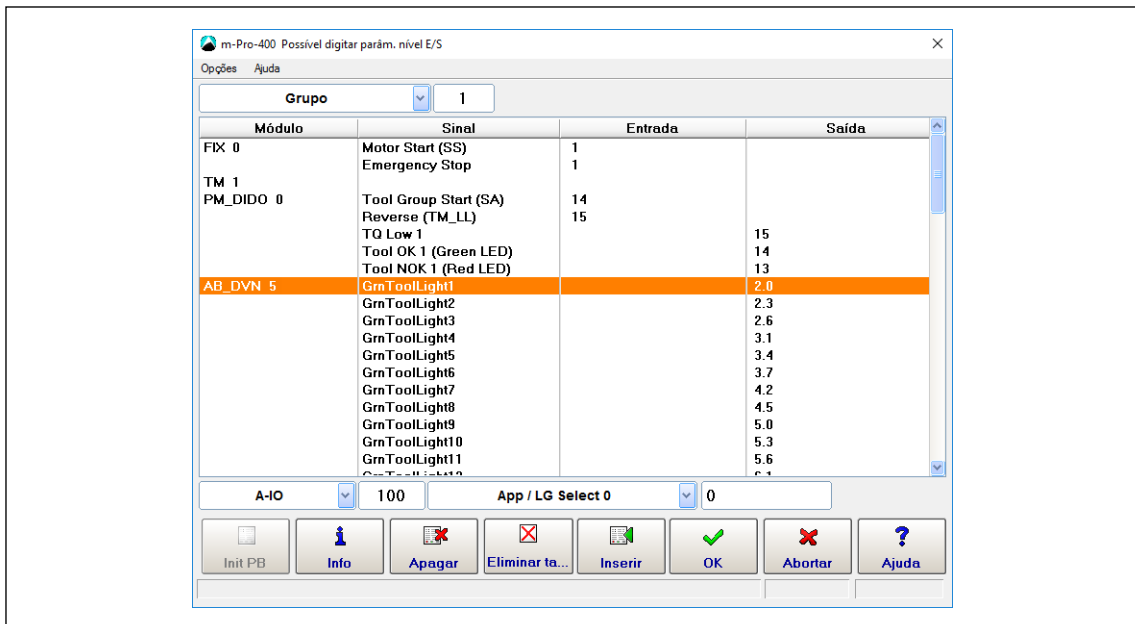 m-Pro-400 Possível digitar parâm. nível E/S
Opções Ajuda
Grupo 1
Módulo Sinal Entrada Saída
FIX 0 Motor Start (SS) 1
Emergency Stop 1
TM 1
PM_DIDO 0 Tool Group Start (SA) 14
Reverse (TM_LL) 15
TQ Low 1 15
Tool OK 1 (Green LED) 14
Tool NOK 1 (Red LED) 13
AB_DVN 5 GrnToolLight1 2.0
GrnToolLight2 2.3
GrnToolLight3 2.6
GrnToolLight4 3.1
GrnToolLight5 3.4
GrnToolLight6 3.7
GrnToolLight7 4.2
GrnToolLight8 4.5
GrnToolLight9 5.0
GrnToolLight10 5.3
GrnToolLight11 5.6
A-IO 100 App / LG Select 0 0
Init PB Info Apagar Eliminar ta... Inserir OK Abortar Ajuda